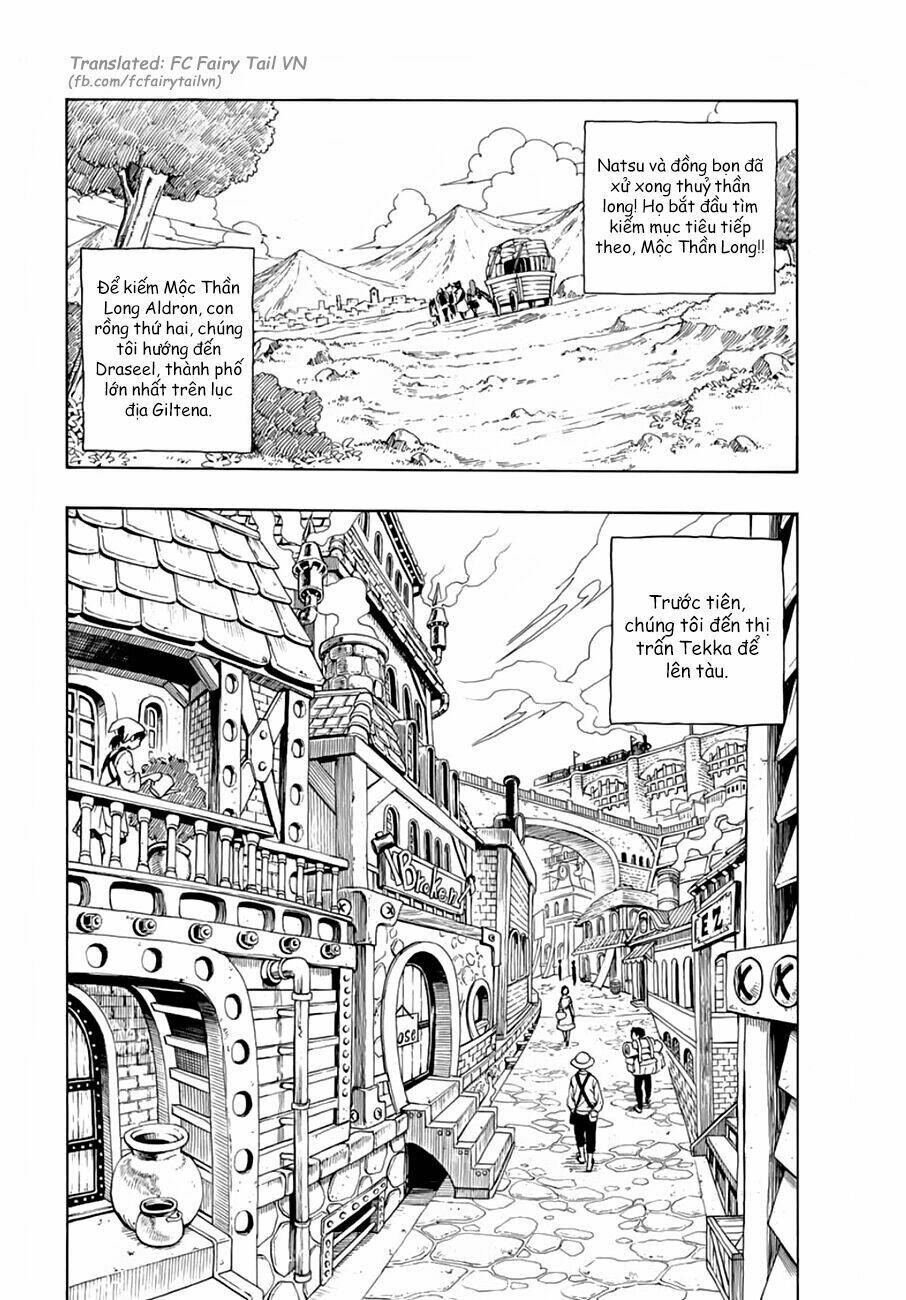 Translated: FC Fairy Tail VN
(fb.com/fcfairytailvn)
Natsu và đồng bọn đã
xử xong thuỷ thần
long! Họ bắt đầu tìm
kiếm mục tiêu tiếp
theo, Mộc Thần Long!!
Để kiếm Mộc Thần
Long Aldron, con
rồng thứ hai, chúng
tôi hướng đến
Draseel, thành phố
lớn nhất trên lục
địa Giltena.
Trước tiên,
chúng tôi đến thị
trấn Tekka để
lên tàu.
Broken
EZ
K K
ose